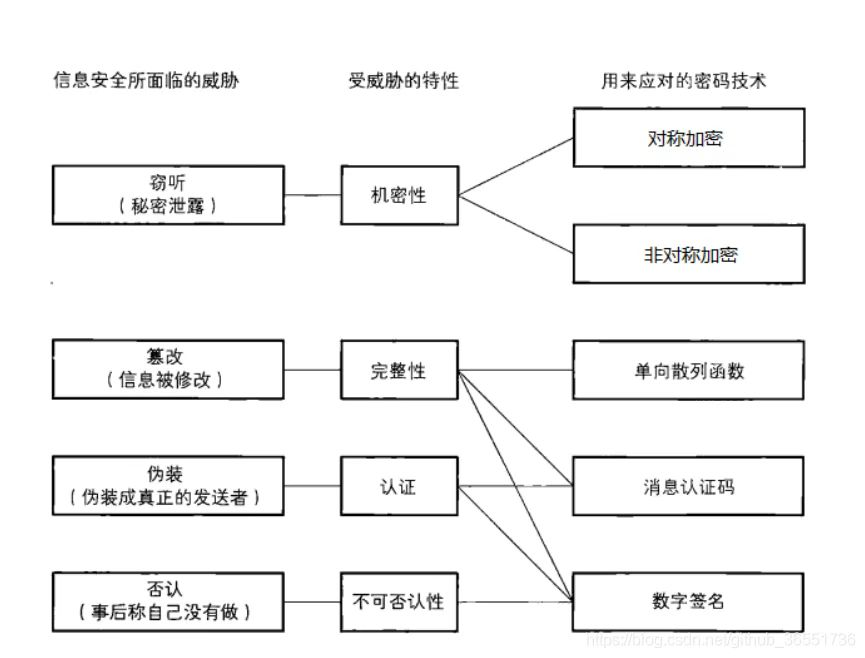 信息安全所面临的威胁 受威胁的特性 用来应对的密码技术
对称加密
窃听
（秘密泄露）
机密性
非对称加密
篡改
（信息被修改）
完整性
单向散列函数
伪装
（伪装成真正的发送者）
认证
消息认证码
否认
（事后称自己没有做）
不可否认性
数字签名
https://blog.csdn.net/github_36551736